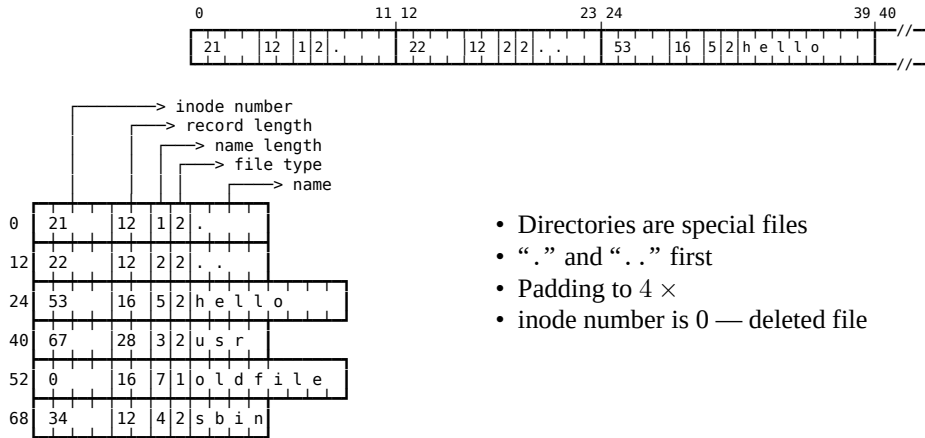 0 11 12 23 24 39 40
21 12 1 2 . 22 12 2 2 . . 53 16 5 2 h e l l o
inode number
record length
name length
file type
name
0 21 12 1 2 .
12 22 12 2 2 . .
24 53 16 5 2 h e l l o
40 67 28 3 2 u s r
52 0 16 7 1 o l d f i l e
68 34 12 4 2 s b i n
• Directories are special files
• “.” and “..” first
• Padding to 4 ×
• inode number is 0 — deleted file